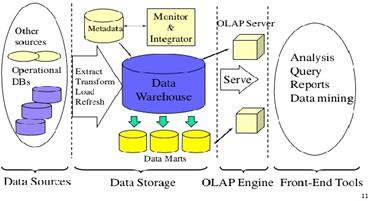 Other
sources
Operational
DBs
Extract
Transform
Load
Refresh
Metadata
Monitor
&
Integrator
Data
Warehouse
Data Marts
OLAP Server
Serve
Analysis
Query
Reports
Data mining
Data Sources
Data Storage
OLAP Engine
Front-End Tools
11